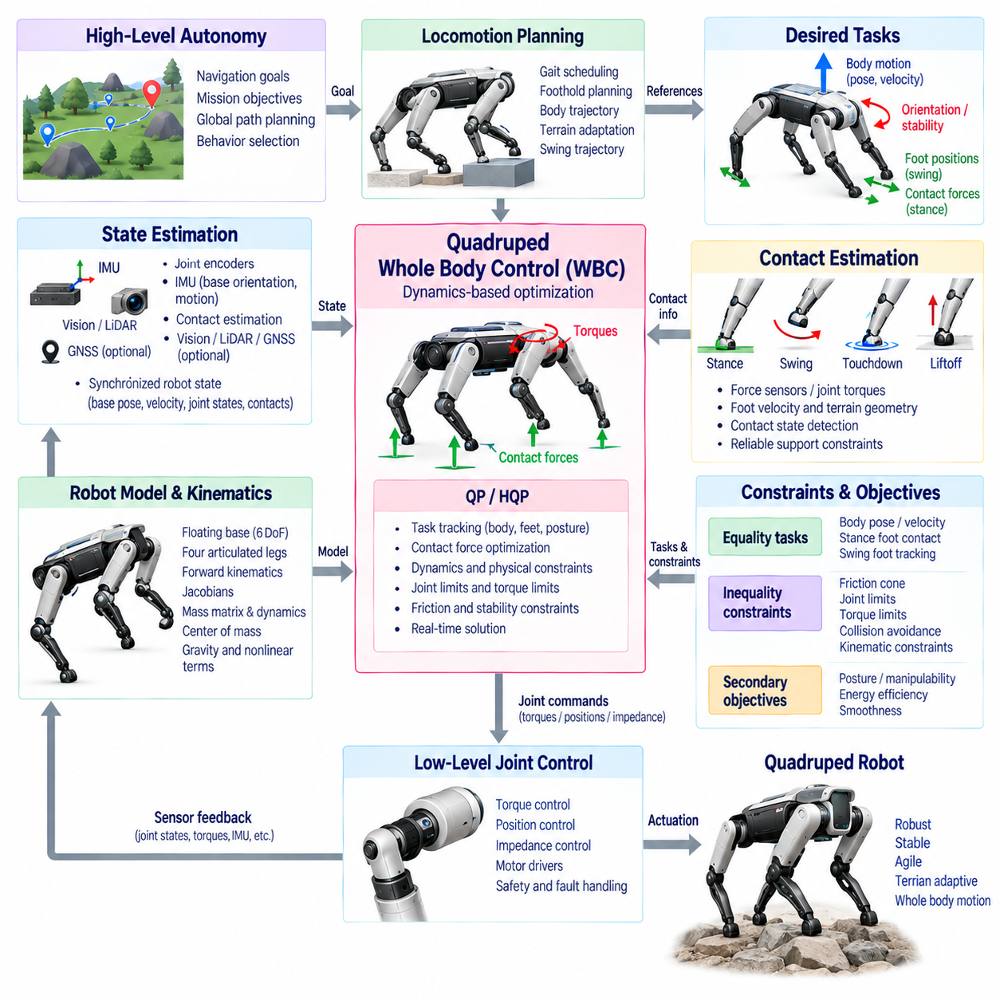 High-Level Autonomy
Navigation goals
Mission objectives
Global path planning
Behavior selection
Goal
Locomotion Planning
Gait scheduling
Foothold planning
Body trajectory
Terrain adaptation
Swing trajectory
References
Desired Tasks
Body motion
(pose, velocity)
Orientation /
stability
Foot positions
(swing)
Contact forces
(stance)
State Estimation
IMU
Vision / LiDAR
GNSS (optional)
• Joint encoders
• IMU (base orientation,
motion)
• Contact estimation
• Vision / LiDAR / GNSS
(optional)
• Synchronized robot state
(base pose, velocity, joint states, contacts)
State
Quadruped
Whole Body Control (WBC)
Dynamics-based optimization
Torques
Contact forces
QP / HQP
• Task tracking (body, feet, posture)
• Contact force optimization
• Dynamics and physical constraints
• Joint limits and torque limits
• Friction and stability constraints
• Real-time solution
Contact
info
Contact Estimation
Stance
Swing
Touchdown
Liftoff
• Force sensors / joint torques
• Foot velocity and terrain geometry
• Contact state detection
• Reliable support constraints
Robot Model & Kinematics
Floating base (6 DoF)
Four articulated legs
Forward kinematics
Jacobians
Mass matrix & dynamics
Center of mass
Gravity and nonlinear
terms
Model
Tasks &
constraints
Constraints & Objectives
Equality tasks
Body pose / velocity
Stance foot contact
Swing foot tracking
Inequality
constraints
Friction cone
Joint limits
Torque limits
Collision avoidance
Kinematic constraints
Secondary
objectives
Posture / manipulability
Energy efficiency
Smoothness
Joint commands
(torques / positions / impedance)
Low-Level Joint Control
Torque control
Position control
Impedance control
Motor drivers
Safety and fault handling
Sensor feedback
(joint states, torques, IMU, etc.)
Actuation
Quadruped Robot
Robust
Stable
Agile
Terrian adaptive
Whole body motion